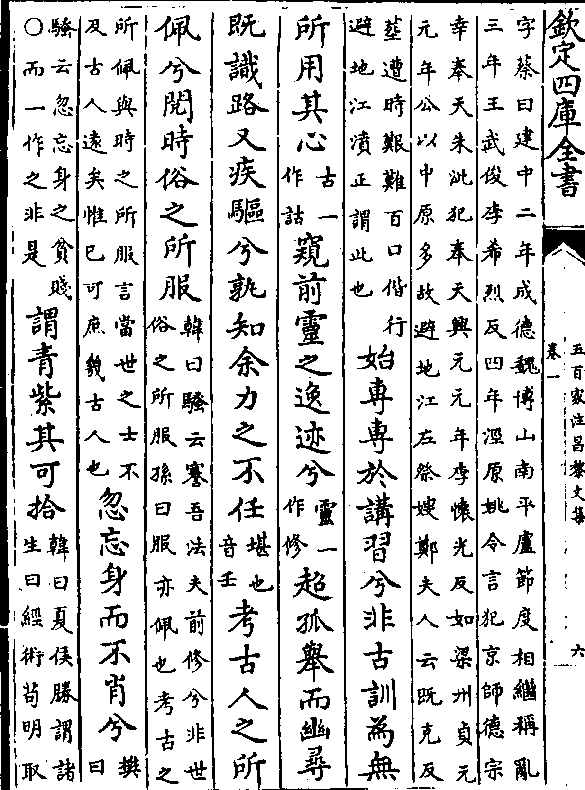 欽定四庫全書
五百家注昌黎文集
卷一
六
字蔡曰建中二年成德魏博山南平盧節度相繼稱亂
三年王武俊李希烈反四年涇原姚令言犯京師德宗
幸奉天朱泚犯奉天興元元年李懷光反如梁州貞元
元年公以中原多故避地江左祭嫂鄭夫人云既克反
葬遭時艱難百口偕行
避地江濆正謂此也
始專專於講習兮非古訓為無
所用其心
古一
作詁
窺前靈之逸迹兮
靈一
作修
超孤舉而幽尋
既識路又疾驅兮孰知余力之不任
堪也
音壬
考古人之所
佩兮閱時俗之所服
韓曰騷云蹇吾法夫前修兮非世
俗之所服孫曰服亦佩也考古之
所佩與時之所服言當世之士不
及古人遠矣惟已可庶幾古人也
忽忘身而不肖兮
樊曰
騷云忽忘身之貧賤
○而一作之非是
謂青紫其可拾
韓曰夏侯勝謂諸
生曰經術苟明取